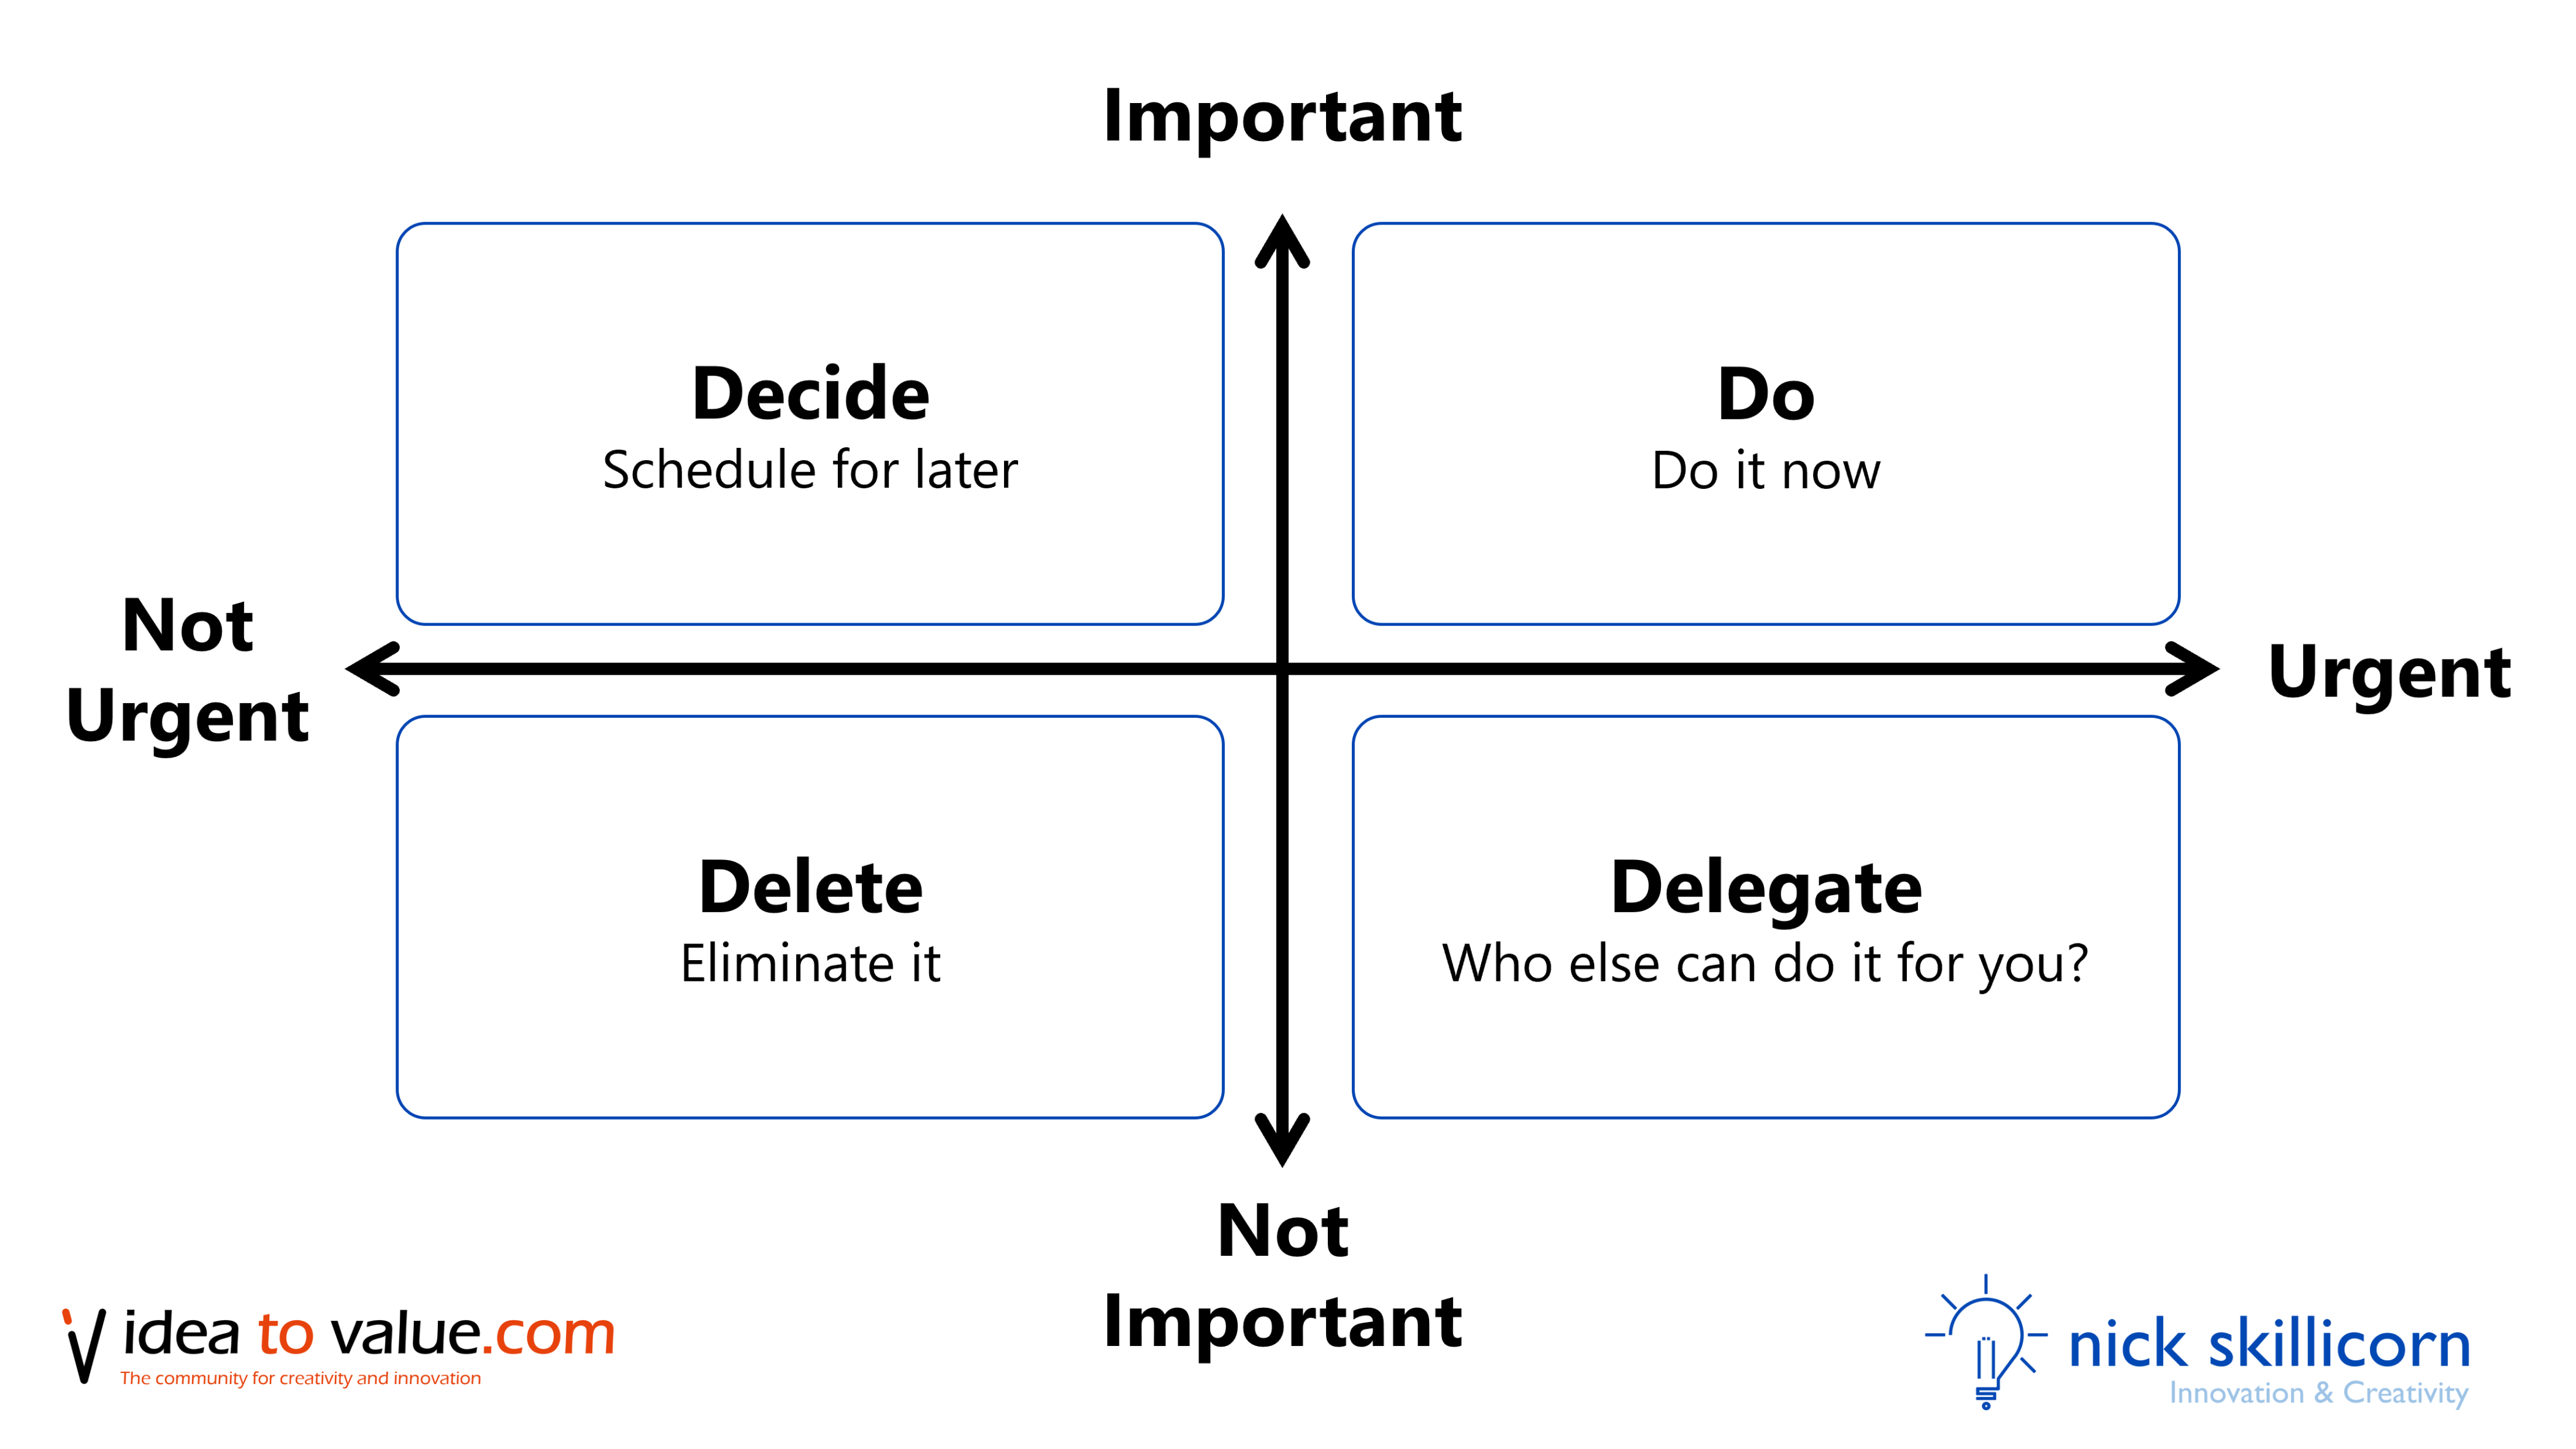 Important
Decide
Schedule for later
Do
Do it now
Not
Urgent
Urgent
Delete
Eliminate it
Delegate
Who else can do it for you?
Not
Important
idea to value.com
The community for creativity and innovation
nick skillicorn
Innovation & Creativity